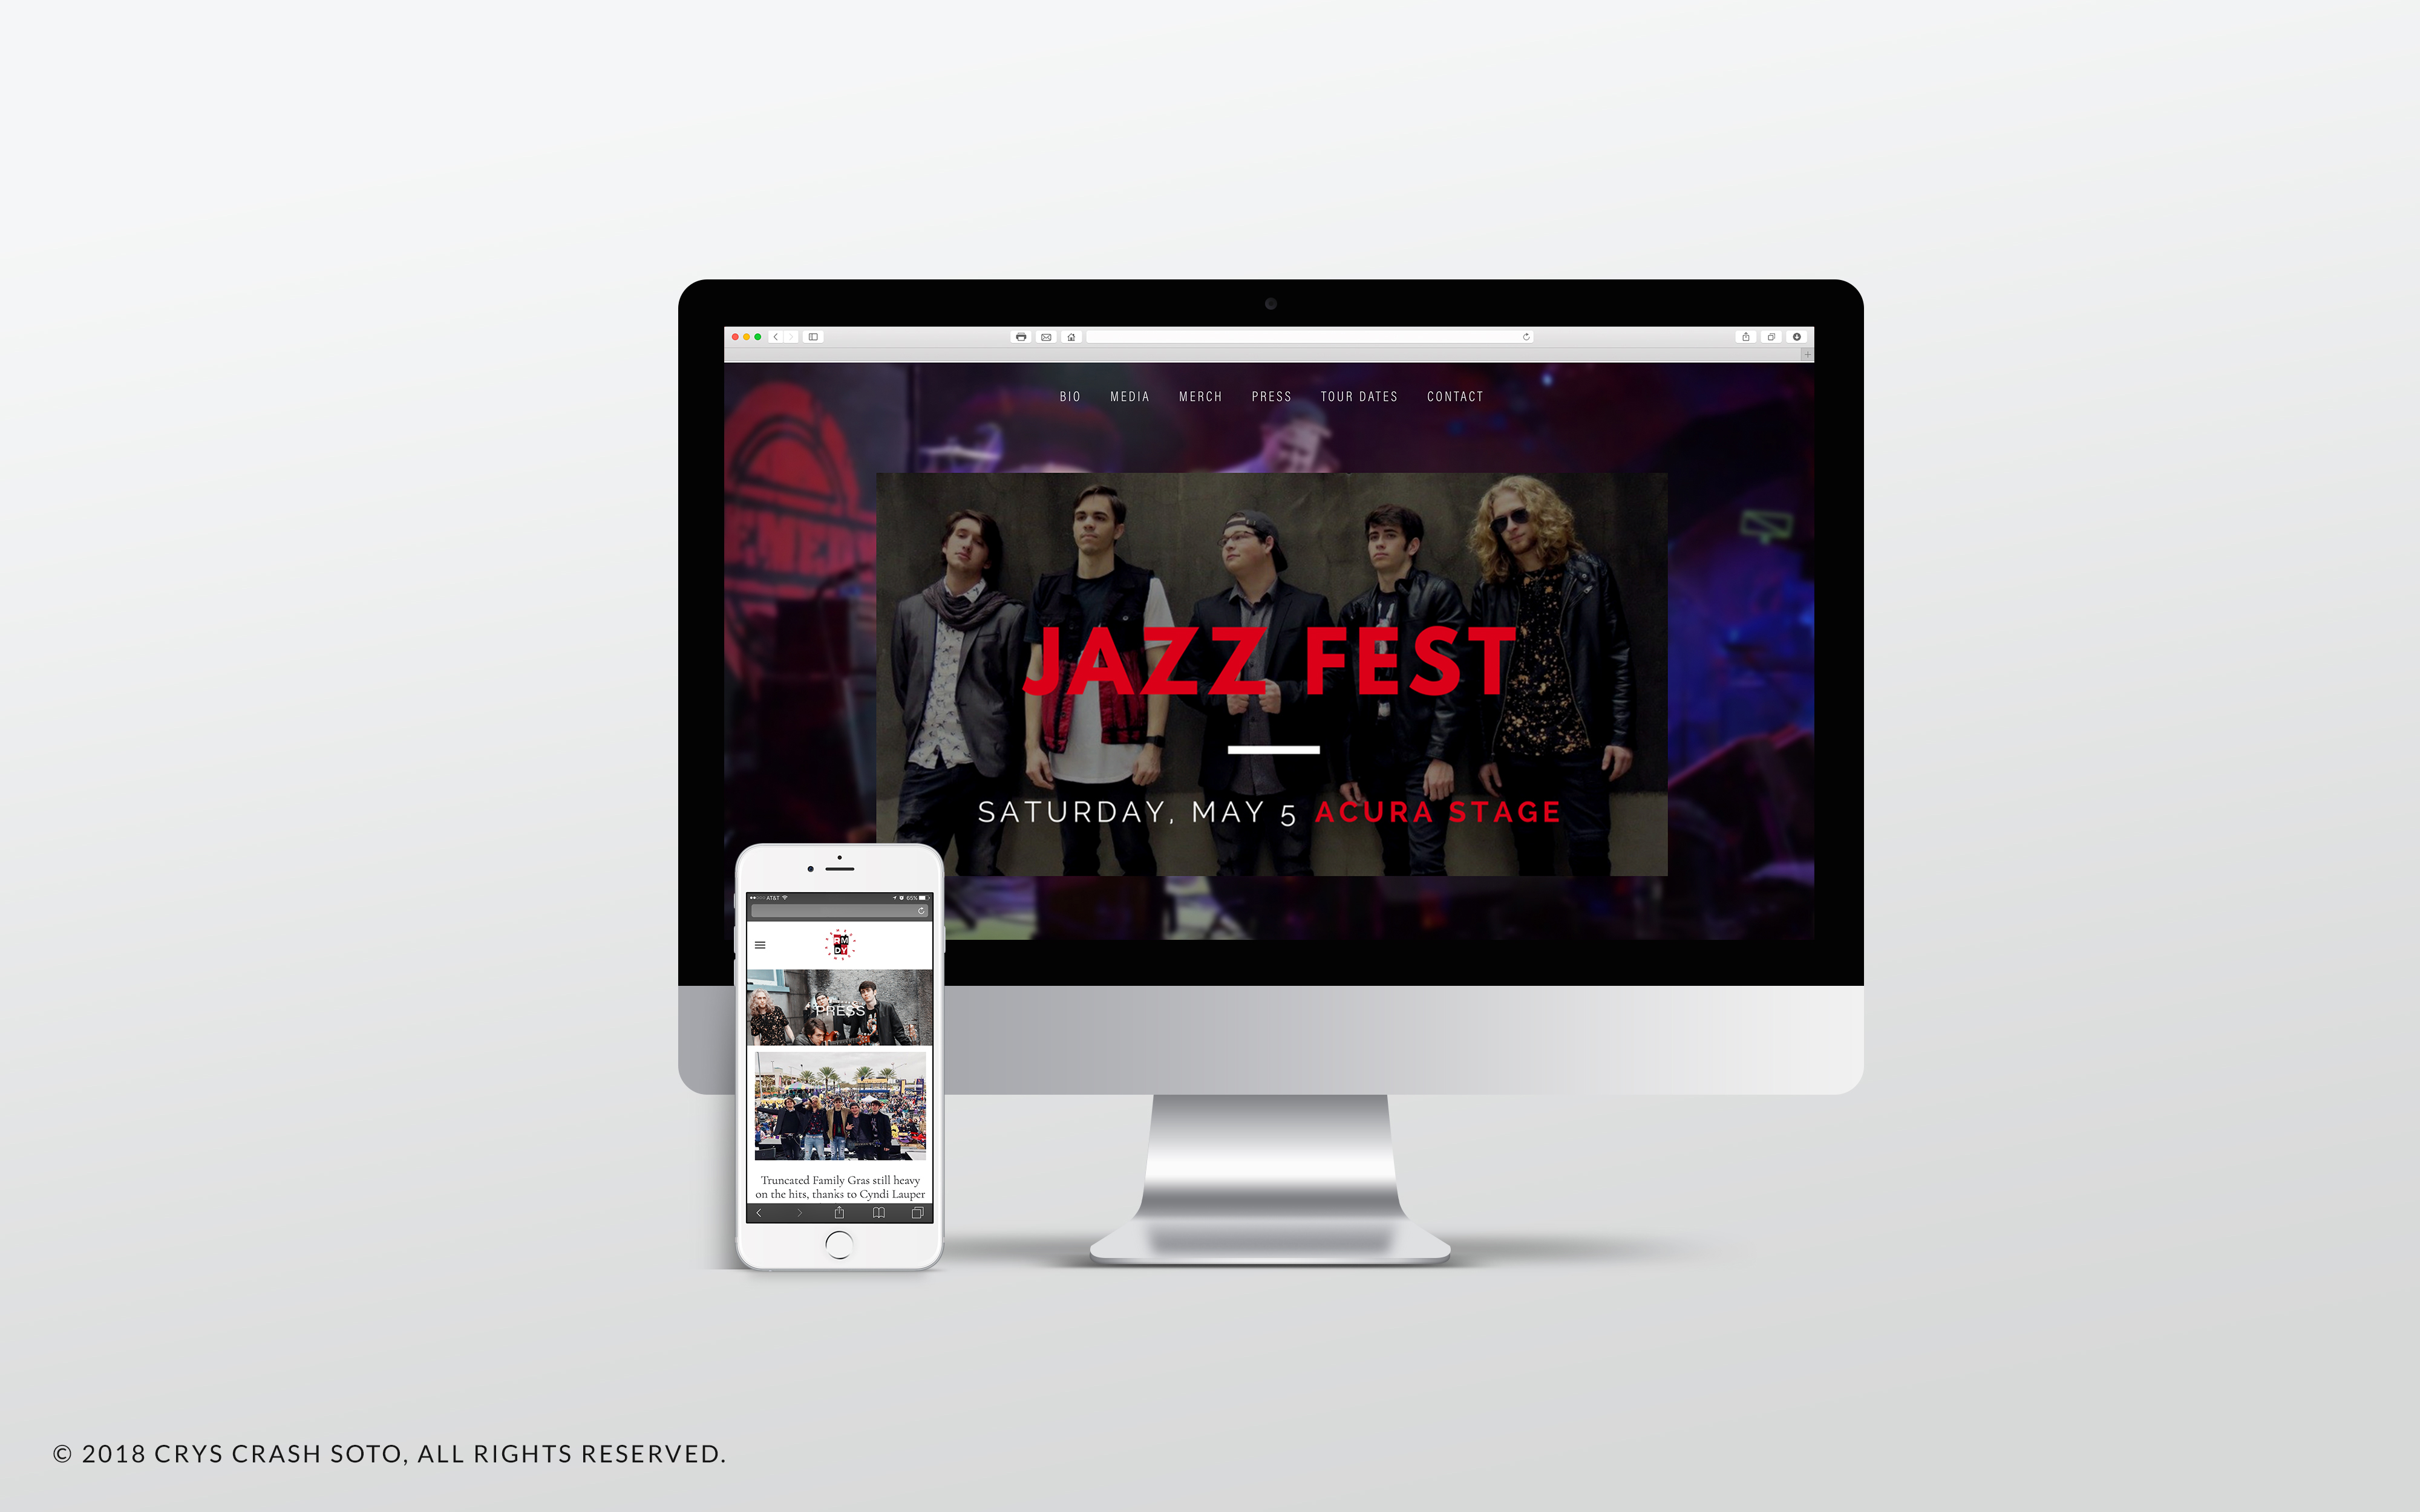 BIO MEDIA MERCH PRESS TOUR DATES CONTACT
JAZZ FEST
SATURDAY, MAY 5 ACURA STAGE
AT&T 65%
RM
DY
PRESS
Truncated Family Gras still heavy
on the hits, thanks to Cyndi Lauper
© 2018 CRYS CRASH SOTO, ALL RIGHTS RESERVED.